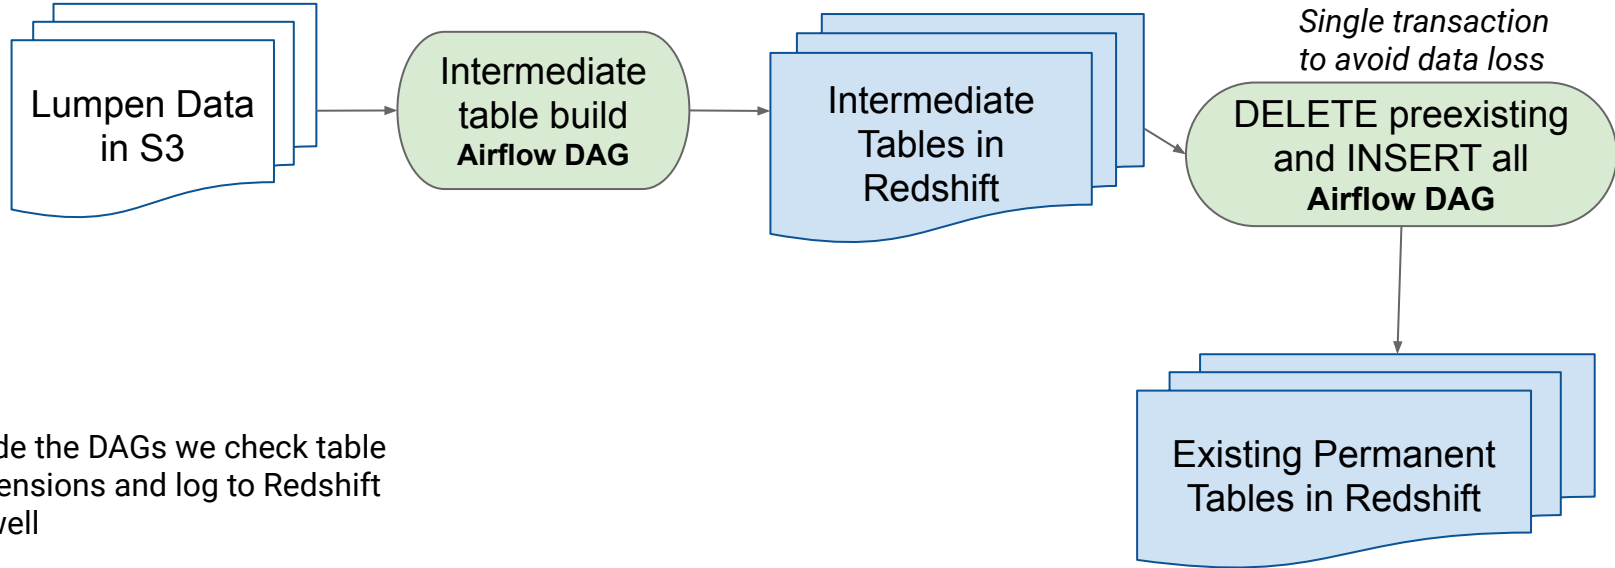 Single transaction
to avoid data loss
Lumpen Data
in S3
Intermediate
table build
Airflow DAG
Intermediate
Tables in
Redshift
DELETE preexisting
and INSERT all
Airflow DAG
Existing Permanent
Tables in Redshift
de the DAGs we check table
ensions and log to Redshift
well